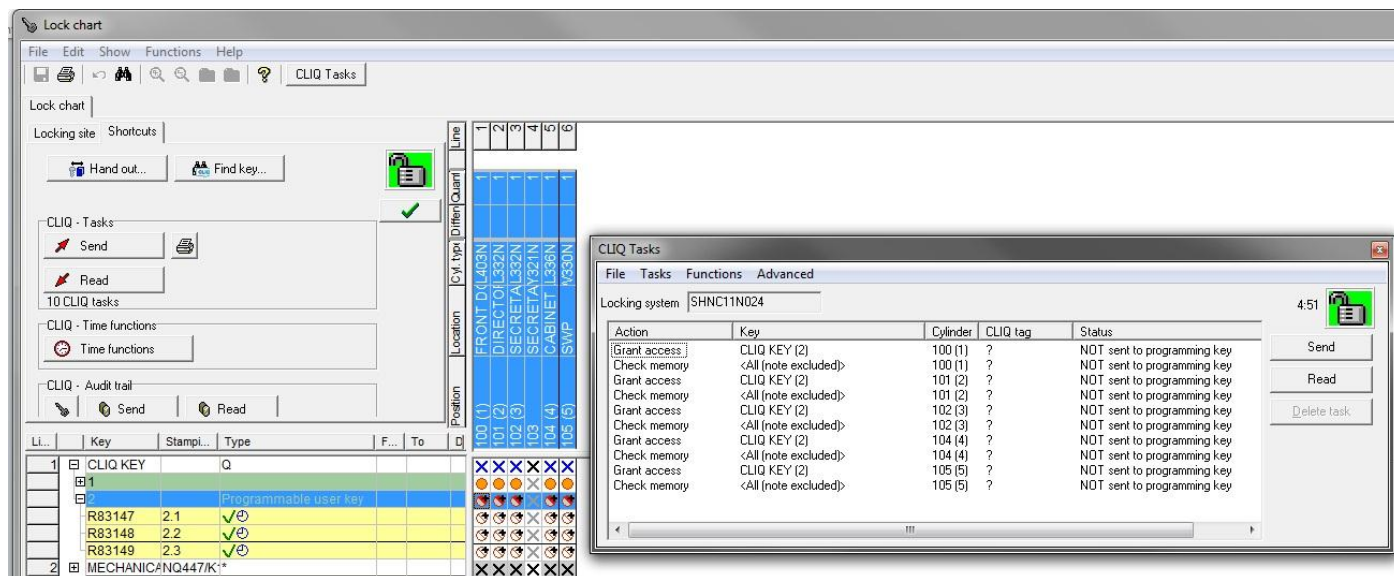 Lock chart
File Edit Show Functions Help
CLIQ Tasks
Lock chart
Locking site Shortcuts
Hand out... Find key...
CLIQ - Tasks
Send
Read
10 CLIQ tasks
CLIQ - Time functions
Time functions
CLIQ - Audit trail
Send Read
Line 1 2 3 4 5 6
Quant 1 1 1 1 1 1
Differ
Cyl. type L403N L332N L332N Y321N L336N W330N
Location FRONT D DIRECTOR SECRETA SECRETA CABINET SWP
Position 100 (1) 101 (2) 102 (3) 103 104 (4) 105 (5)
Li... Key Stampi... Type F... To D
1 CLIQ KEY Q
1
2 Programmable user key
R83147 2.1
R83148 2.2
R83149 2.3
2 MECHANICA NQ447/K *
CLIQ Tasks
File Tasks Functions Advanced
Locking system SHNC11N024
4:51
Action Key Cylinder CLIQ tag Status
Grant access CLIQ KEY (2) 100 (1) ? NOT sent to programming key
Check memory <All (note excluded)> 100 (1) ? NOT sent to programming key
Grant access CLIQ KEY (2) 101 (2) ? NOT sent to programming key
Check memory <All (note excluded)> 101 (2) ? NOT sent to programming key
Grant access CLIQ KEY (2) 102 (3) ? NOT sent to programming key
Check memory <All (note excluded)> 102 (3) ? NOT sent to programming key
Grant access CLIQ KEY (2) 104 (4) ? NOT sent to programming key
Check memory <All (note excluded)> 104 (4) ? NOT sent to programming key
Grant access CLIQ KEY (2) 105 (5) ? NOT sent to programming key
Check memory <All (note excluded)> 105 (5) ? NOT sent to programming key
Send
Read
Delete task